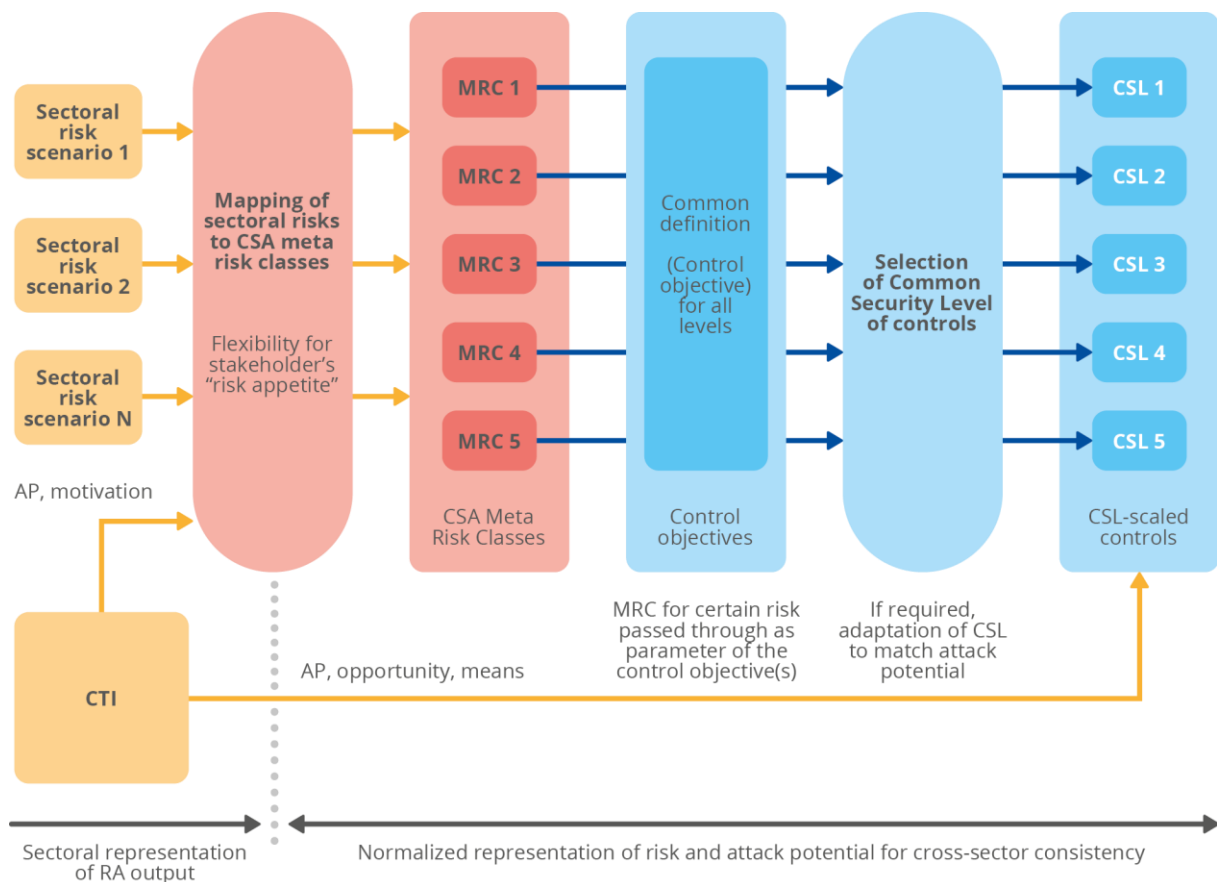 Sectoral
risk
scenario 1
Sectoral
risk
scenario 2
Sectoral
risk
scenario N
AP, motivation
CTI
Mapping of
sectoral risks
to CSA meta
risk classes
Flexibility for
stakeholder’s
“risk appetite”
MRC 1
MRC 2
MRC 3
MRC 4
MRC 5
CSA Meta
Risk Classes
Common
definition
(Control
objective)
for all
levels
Control
objectives
Selection
of Common
Security Level
of controls
CSL 1
CSL 2
CSL 3
CSL 4
CSL 5
CSL-scaled
controls
MRC for certain risk
passed through as
parameter of the
control objective(s)
If required,
adaptation of CSL
to match attack
potential
AP, opportunity, means
Sectoral representation
of RA output
Normalized representation of risk and attack potential for cross-sector consistency